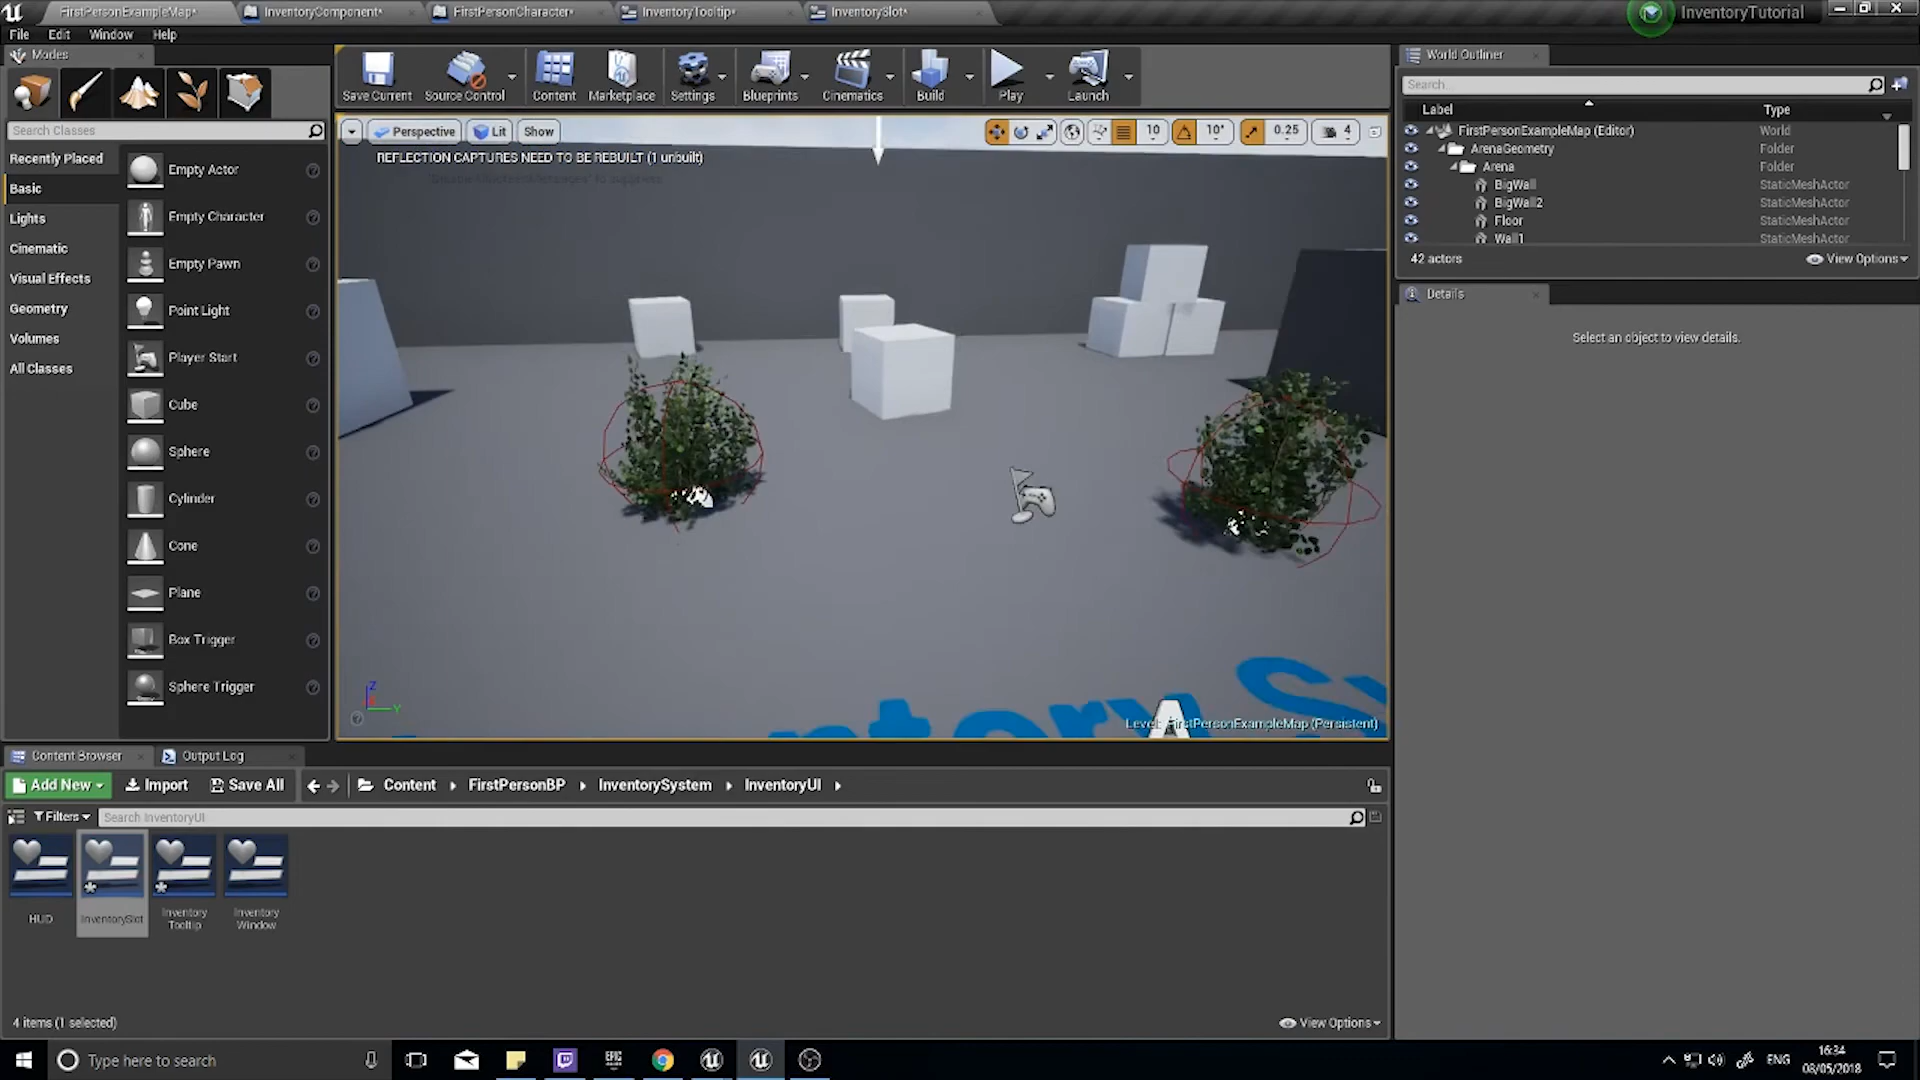 FirstPersonExampleMap*
InventoryComponent*
FirstPersonCharacter*
InventoryTooltip*
InventorySlot*
InventoryTutorial
File Edit Window Help
Modes
Search Classes
Recently Placed
Basic
Lights
Cinematic
Visual Effects
Geometry
Volumes
All Classes
Empty Actor
Empty Character
Empty Pawn
Point Light
Player Start
Cube
Sphere
Cylinder
Cone
Plane
Box Trigger
Sphere Trigger
Save Current
Source Control
Content
Marketplace
Settings
Blueprints
Cinematics
Build
Play
Launch
Perspective
Lit
Show
10
10°
0.25
4
REFLECTION CAPTURES NEED TO BE REBUILT (1 unbuilt)
Z
Y
ntory Sy
A
Level: FirstPersonExampleMap (Persistent)
World Outliner
Search
Label Type
FirstPersonExampleMap (Editor) World
ArenaGeometry Folder
Arena Folder
BigWall StaticMeshActor
BigWall2 StaticMeshActor
Floor StaticMeshActor
Wall1 StaticMeshActor
42 actors
View Options
Details
Select an object to view details.
Content Browser
Output Log
Add New
Import
Save All
Content
FirstPersonBP
InventorySystem
InventoryUI
Filters
Search InventoryUI
HUD
InventorySlot
Inventory
Tooltip
Inventory
Window
4 items (1 selected)
View Options
Type here to search
EPIC
GAMES
ENG
16:34
08/05/2018